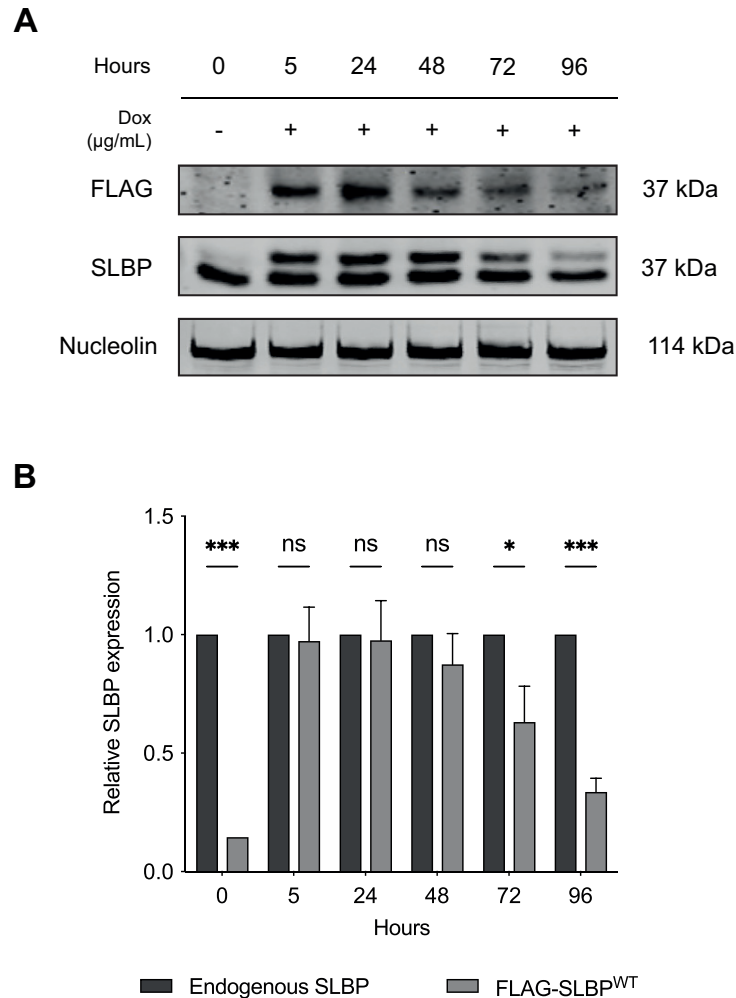 A
Hours 0 5 24 48 72 96
Dox
(µg/mL) - + + + + +
FLAG 37 kDa
SLBP 37 kDa
Nucleolin 114 kDa
B
Relative SLBP expression
1.5
1.0
0.5
0.0
*** ns ns ns * ***
0 5 24 48 72 96
Hours
Endogenous SLBP FLAG-SLBPWT